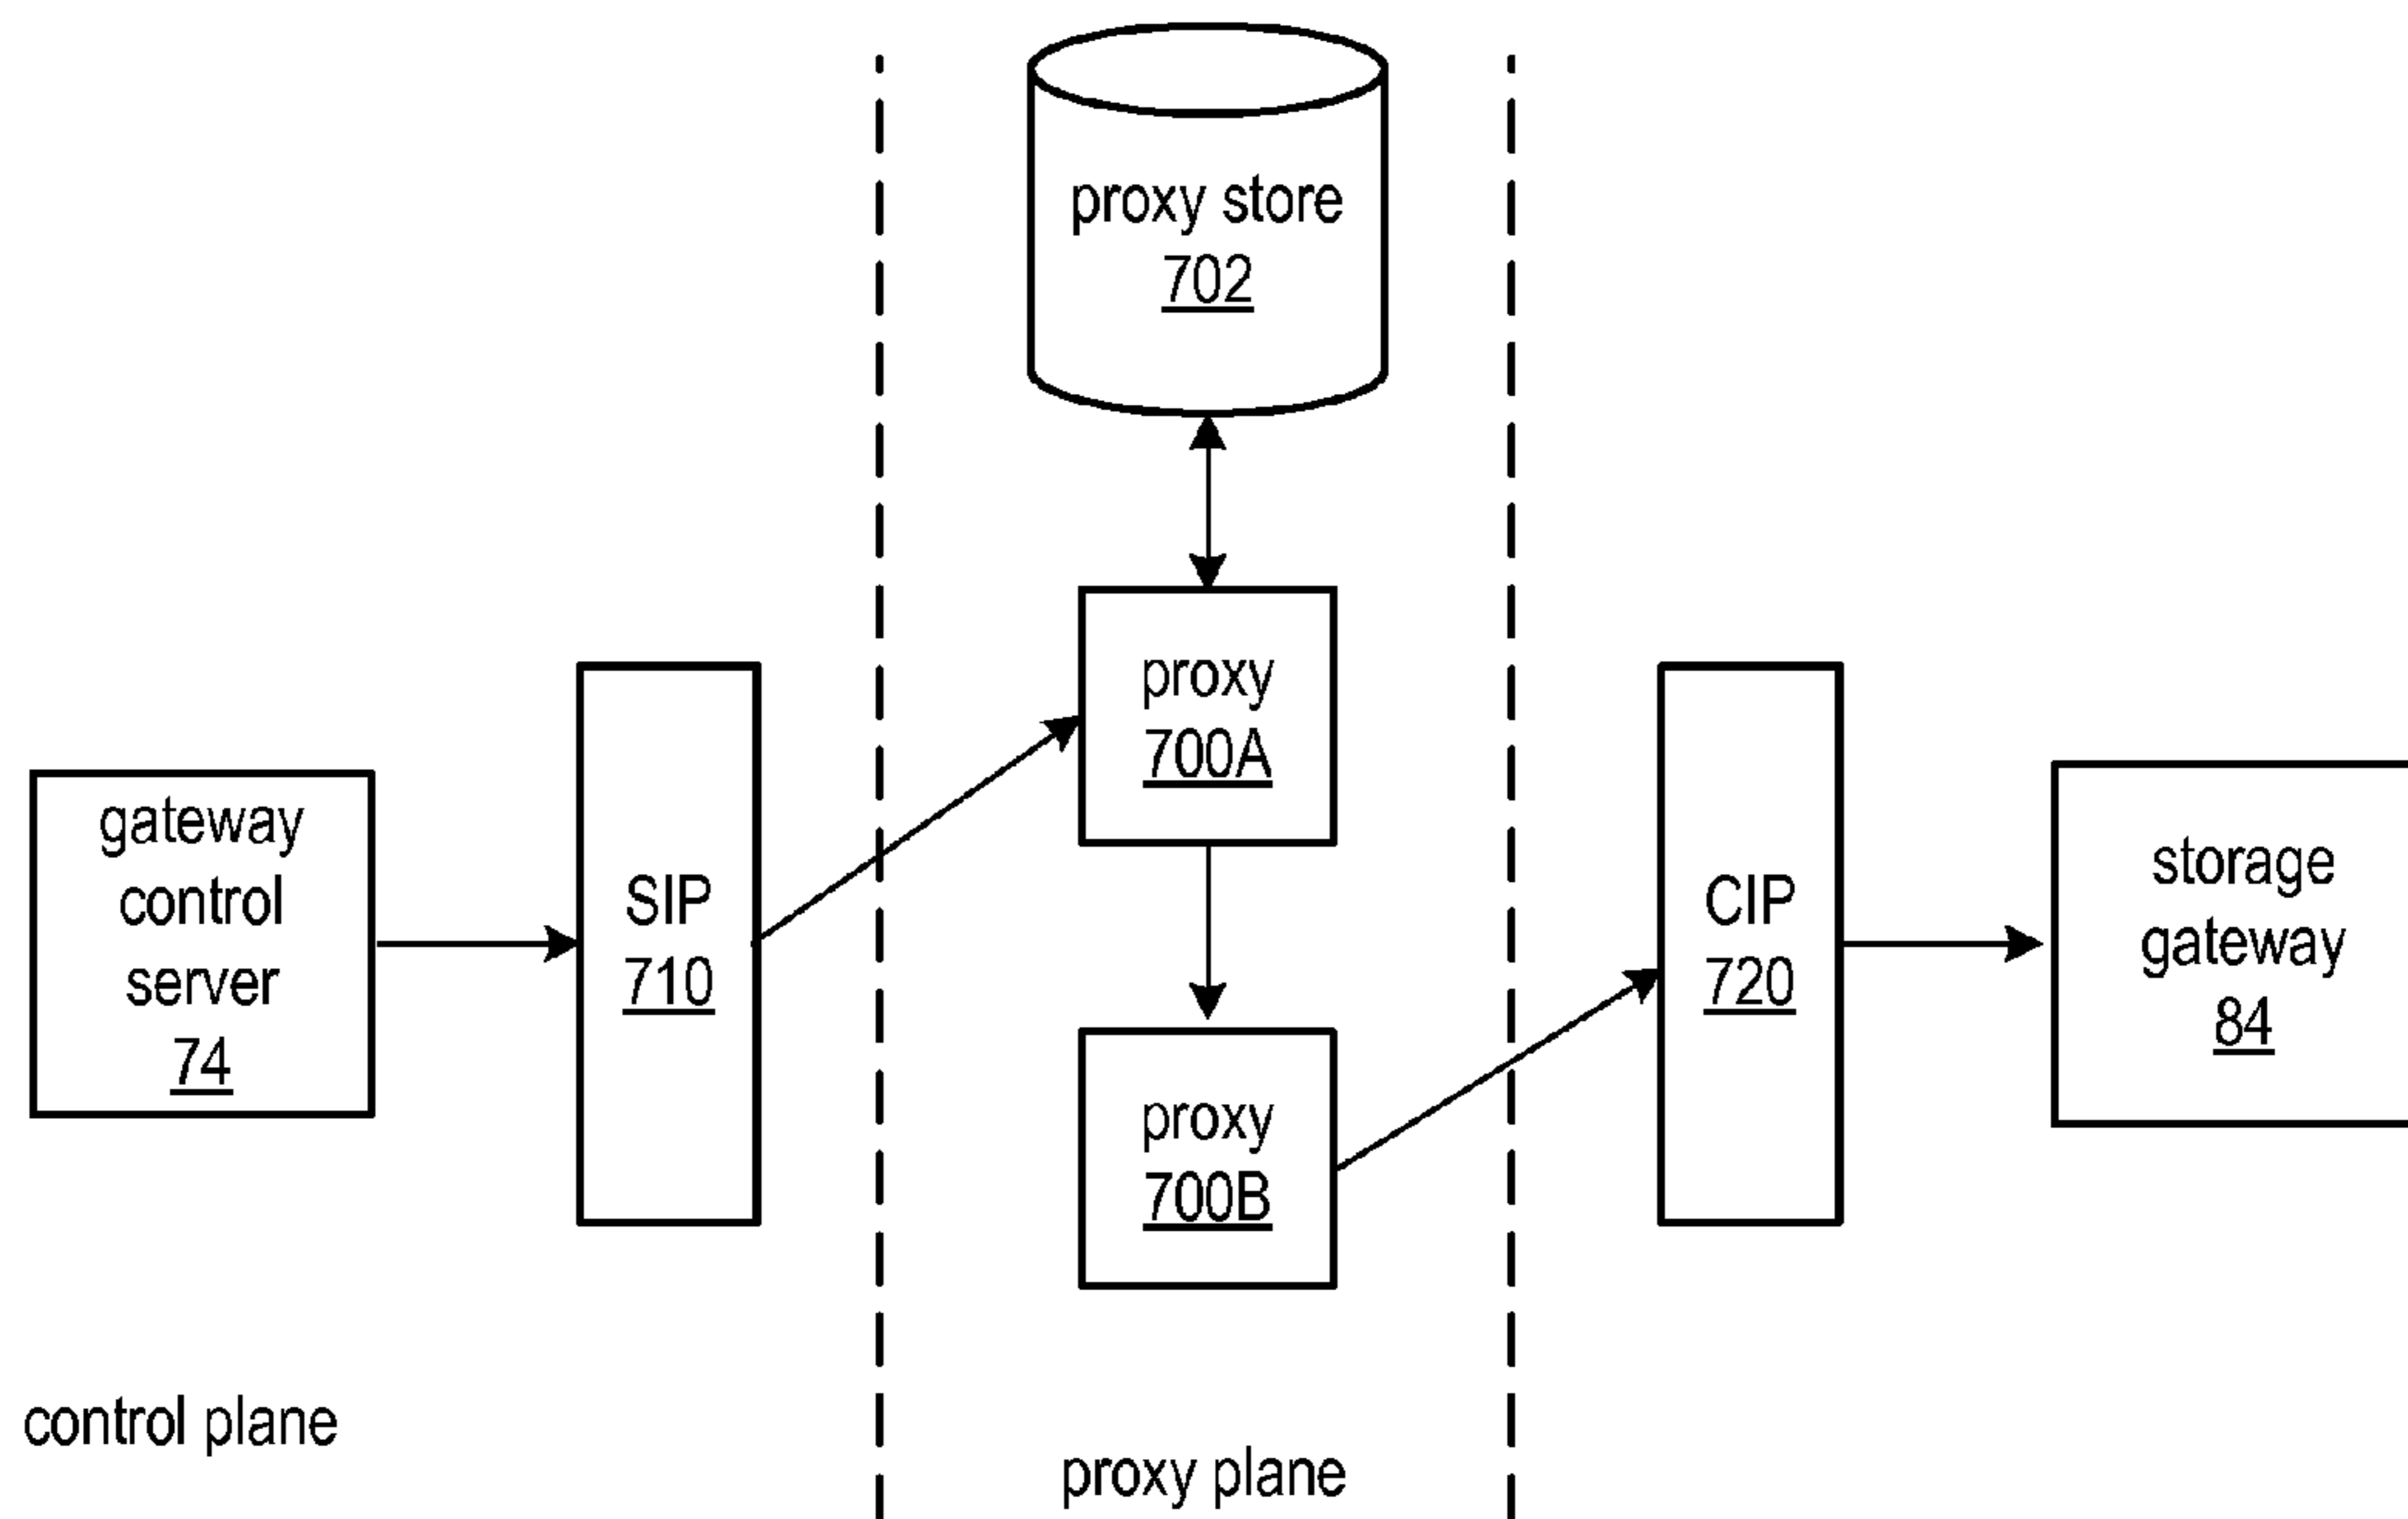 proxy store
702
proxy
700A
gateway
control
server
74
SIP
710
CIP
720
storage
gateway
84
proxy
700B
control plane
proxy plane